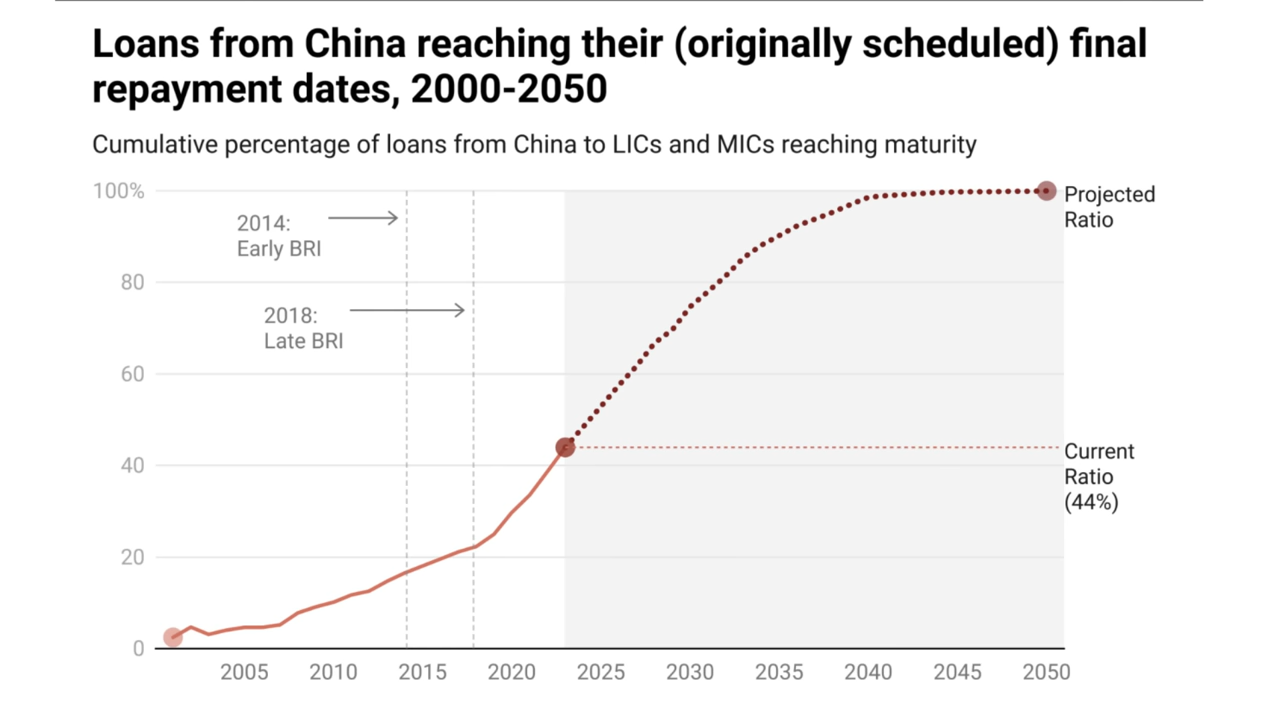 Loans from China reaching their (originally scheduled) final
repayment dates, 2000-2050
Cumulative percentage of loans from China to LICs and MICs reaching maturity
100%
80
60
40
20
0
2014:
Early BRI
2018:
Late BRI
Projected
Ratio
Current
Ratio
(44%)
2005 2010 2015 2020 2025 2030 2035 2040 2045 2050